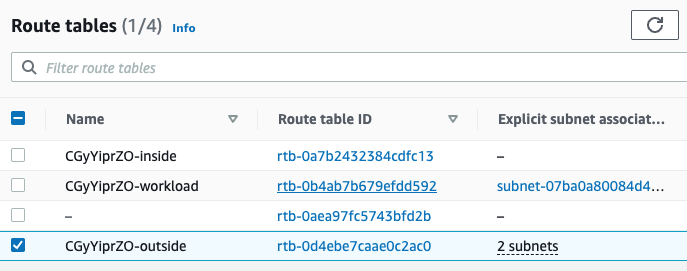 Route tables (1/4) Info
Filter route tables
Name Route table ID Explicit subnet associat...
CGyYiprZO-inside rtb-0a7b2432384cdfc13 –
CGyYiprZO-workload rtb-0b4ab7b679efdd592 subnet-07ba0a80084d4...
– rtb-0aea97fc5743bfd2b –
CGyYiprZO-outside rtb-0d4ebe7caae0c2ac0 2 subnets